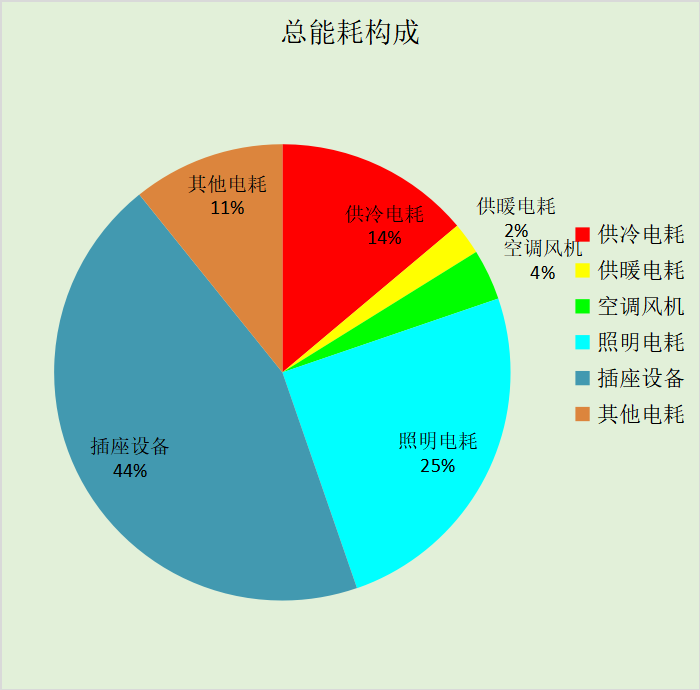 总能耗构成
其他电耗
11%
供冷电耗
14%
供暖电耗
2%
空调风机
4%
照明电耗
25%
插座设备
44%
供冷电耗
供暖电耗
空调风机
照明电耗
插座设备
其他电耗